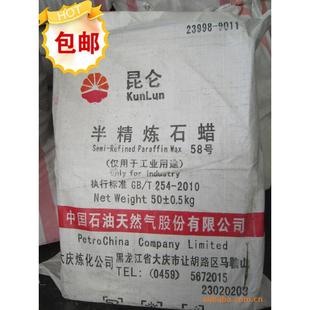 包邮
23998-9011
昆仑
KunLun
半精炼石蜡
Semi-Refined Paraffin Wax 58号
(仅用于工业用途)
Only for Industry
执行标准 GB/T 254-2010
Net Weight 50±0.5kg
中国石油天然气股份有限公司
PetroChina Company Limited
大庆炼化公司 黑龙江省大庆市让胡路区马鞍山
TEL: (0459) 5672015
23020203